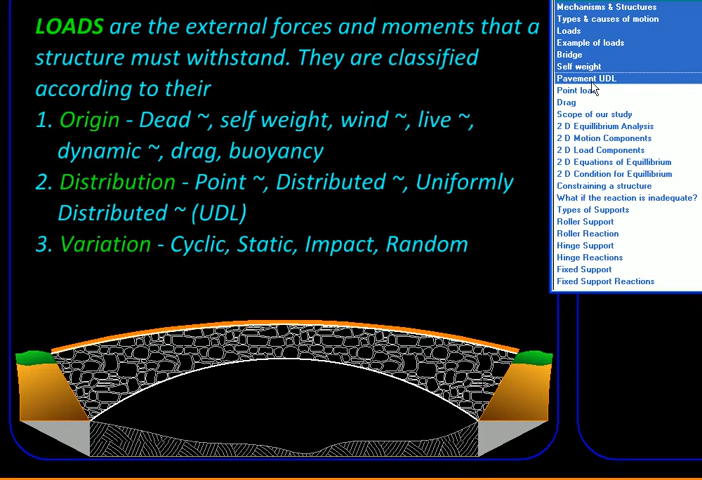 LOADS are the external forces and moments that a
structure must withstand. They are classified
according to their
1. Origin - Dead ~, self weight, wind ~, live ~,
dynamic ~, drag, buoyancy
2. Distribution - Point ~, Distributed ~, Uniformly
Distributed ~ (UDL)
3. Variation - Cyclic, Static, Impact, Random
Mechanisms & Structures
Types & causes of motion
Loads
Example of loads
Bridge
Self weight
Pavement UDL
Point load
Drag
Scope of our study
2 D Equillibrium Analysis
2 D Motion Components
2 D Load Components
2 D Equations of Equillibrium
2 D Condition for Equillibrium
Constraining a structure
What if the reaction is inadequate?
Types of Supports
Roller Support
Roller Reaction
Hinge Support
Hinge Reactions
Fixed Support
Fixed Support Reactions